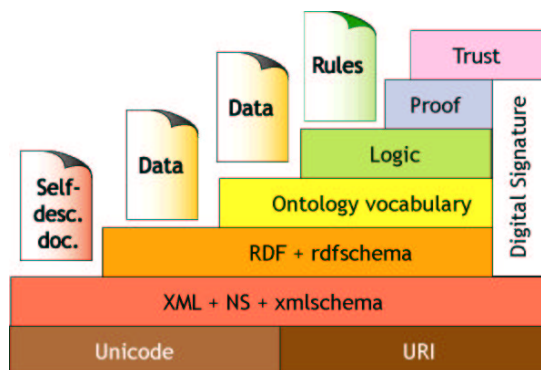 Trust
Rules
Proof
Data
Logic
Data
Self-
desc.
doc.
Ontology vocabulary
Digital Signature
RDF + rdfschema
XML + NS + xmlschema
Unicode
URI